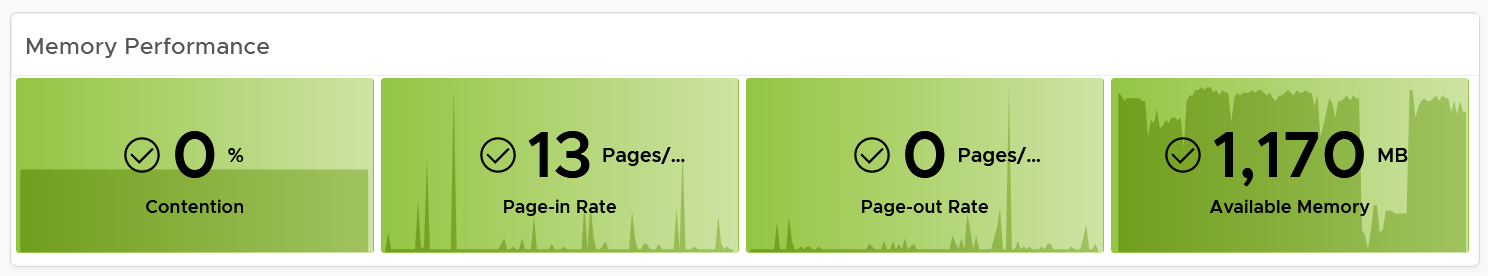 Memory Performance
0 %
Contention
13 Pages/...
Page-in Rate
0 Pages/...
Page-out Rate
1,170 MB
Available Memory